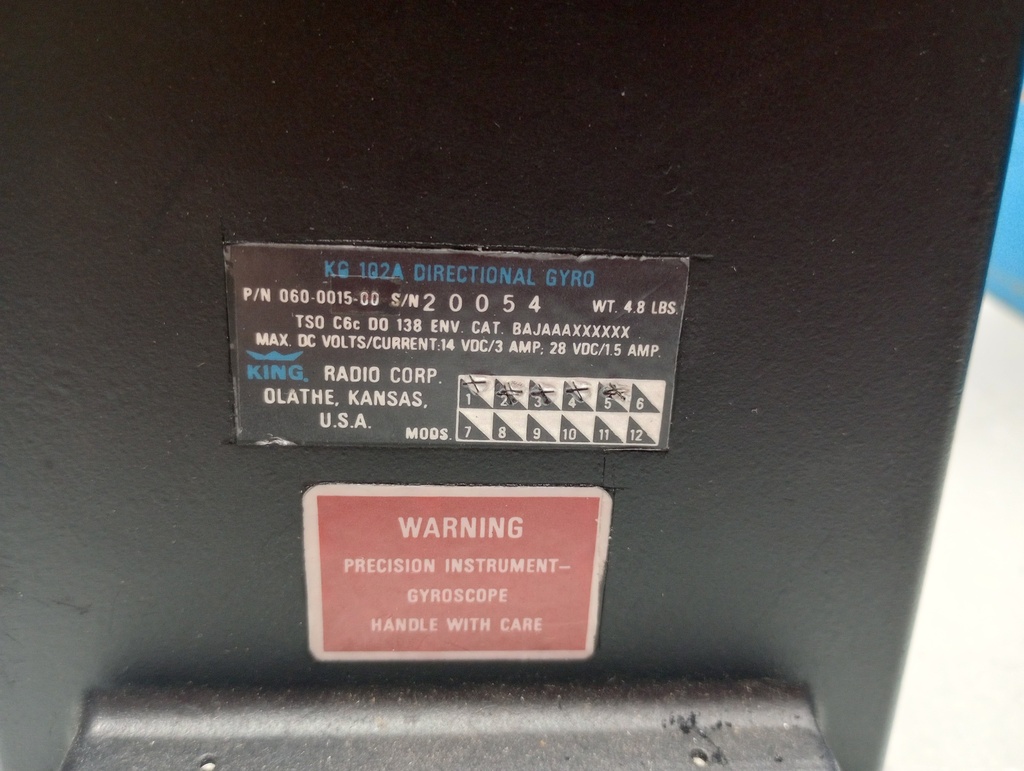 KG 102A DIRECTIONAL GYRO
P/N 060-0015-00 S/N 20054 WT. 4.8 LBS.
TSO C6c DO 138 ENV. CAT. BAJAAAXXXXXX
MAX. DC VOLTS/CURRENT:14 VDC/3 AMP; 28 VDC/1.5 AMP.
KING. RADIO CORP.
OLATHE, KANSAS,
U.S.A.
MODS.
1 2 3 4 5 6
7 8 9 10 11 12
WARNING
PRECISION INSTRUMENT—
GYROSCOPE
HANDLE WITH CARE